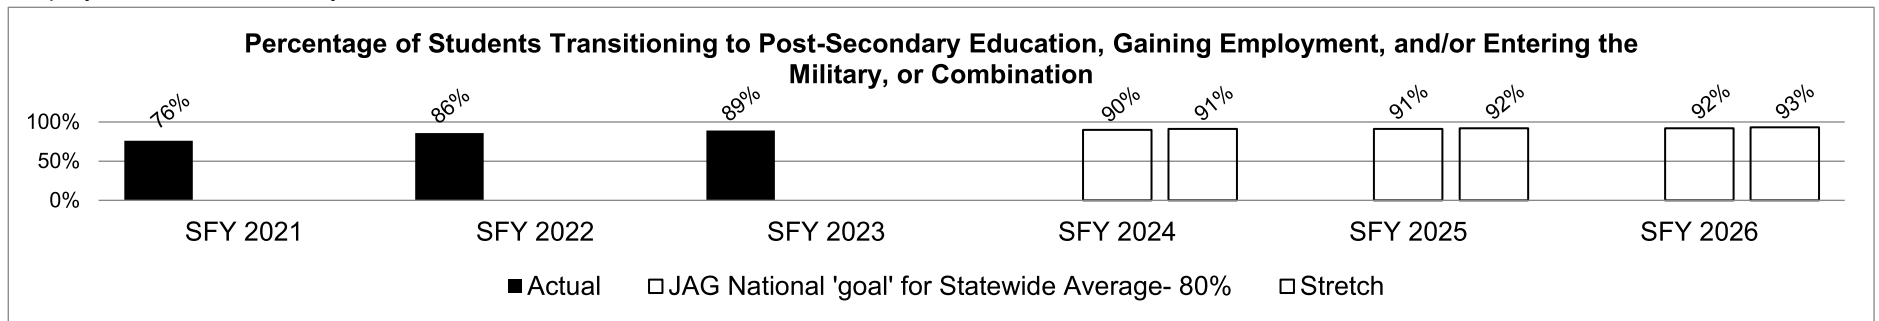 Percentage of Students Transitioning to Post-Secondary Education, Gaining Employment, and/or Entering the
Military, or Combination
76% 86% 89% 90% 91% 91% 92% 92% 93%
100%
50%
0%
SFY 2021 SFY 2022 SFY 2023 SFY 2024 SFY 2025 SFY 2026
Actual JAG National 'goal' for Statewide Average- 80% Stretch